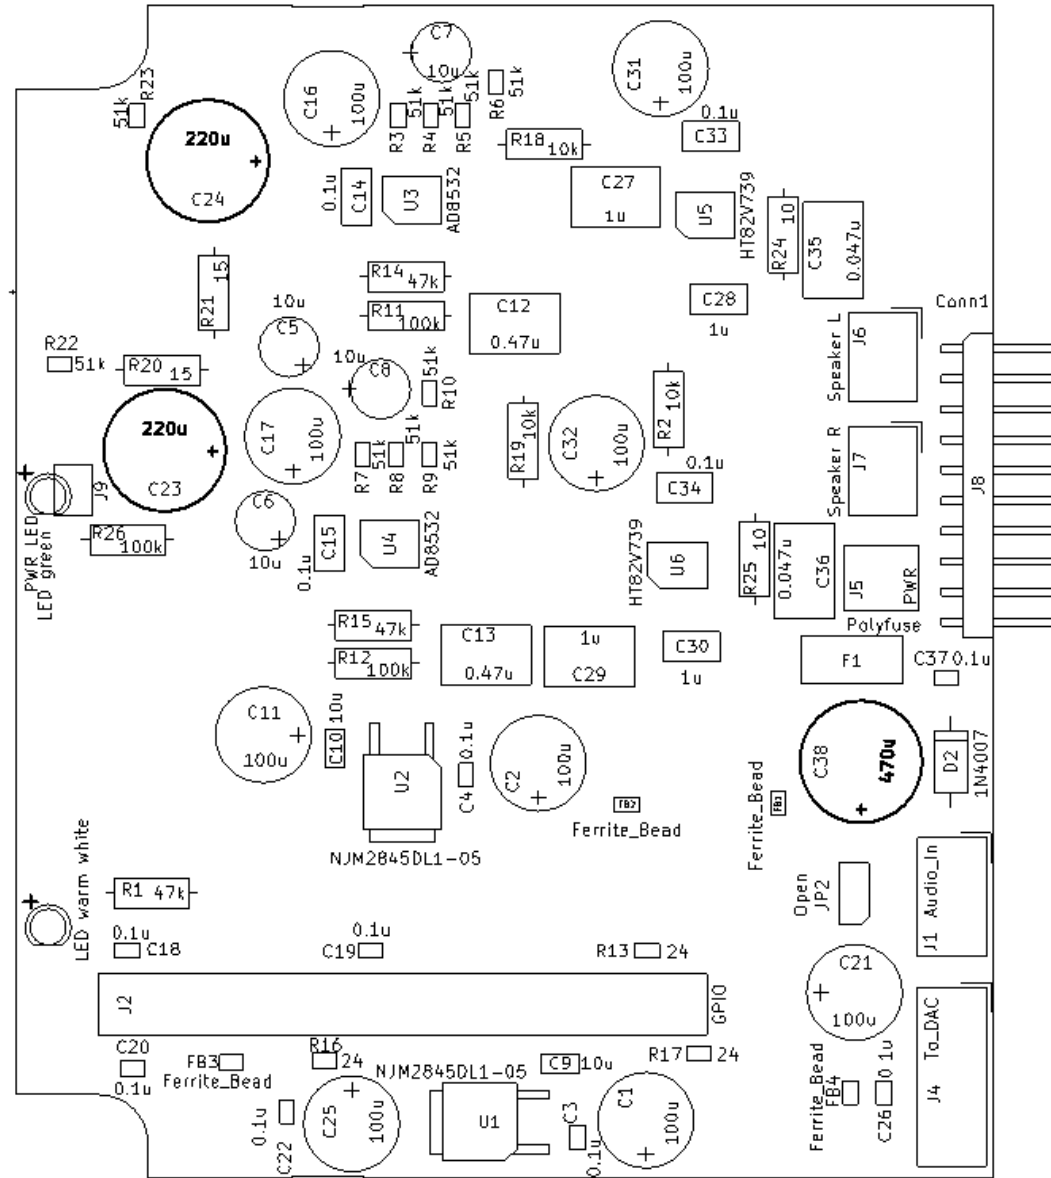 C7
10u
C31
100u
R23
51k
C16
100u
51k
R3
51k
R4
51k
R5
51k
R6
0.1u
C33
220u
C24
R18
10k
C27
1u
0.1u
C14
U3
AD8532
U5
HT82V739
R24
10
C35
0.047u
R21
15
R14
47k
R11
100k
C12
0.47u
C28
1u
10u
C5
Conn1
Speaker L
J6
R22
51k
R20
15
10u
C8
51k
R10
R2
10k
220u
C23
C17
100u
R7
51k
R8
51k
R9
51k
R19
10k
C32
100u
0.1u
C34
Speaker R
J7
J8
J9
PWR LED
LED green
R26
100k
C6
10u
0.1u
C15
U4
AD8532
HT82V739
U6
R25
10
0.047u
C36
J5
PWR
R15
47k
R12
100k
C13
0.47u
1u
C29
C30
1u
Polyfuse
F1
C37
0.1u
C11
100u
C10
10u
U2
NJM2845DL1-05
C4
0.1u
C2
100u
FB2
Ferrite_Bead
Ferrite_Bead
C38
470u
D2
1N4007
LED warm white
R1
47k
Open
JP2
J1
Audio_In
0.1u
C18
0.1u
C19
R13
24
C21
100u
J2
GPIO
C20
0.1u
FB3
Ferrite_Bead
R16
24
NJM2845DL1-05
C9
10u
R17
24
Ferrite_Bead
FB4
C26
0.1u
J4
To_DAC
0.1u
C22
C25
100u
U1
C3
0.1u
C1
100u